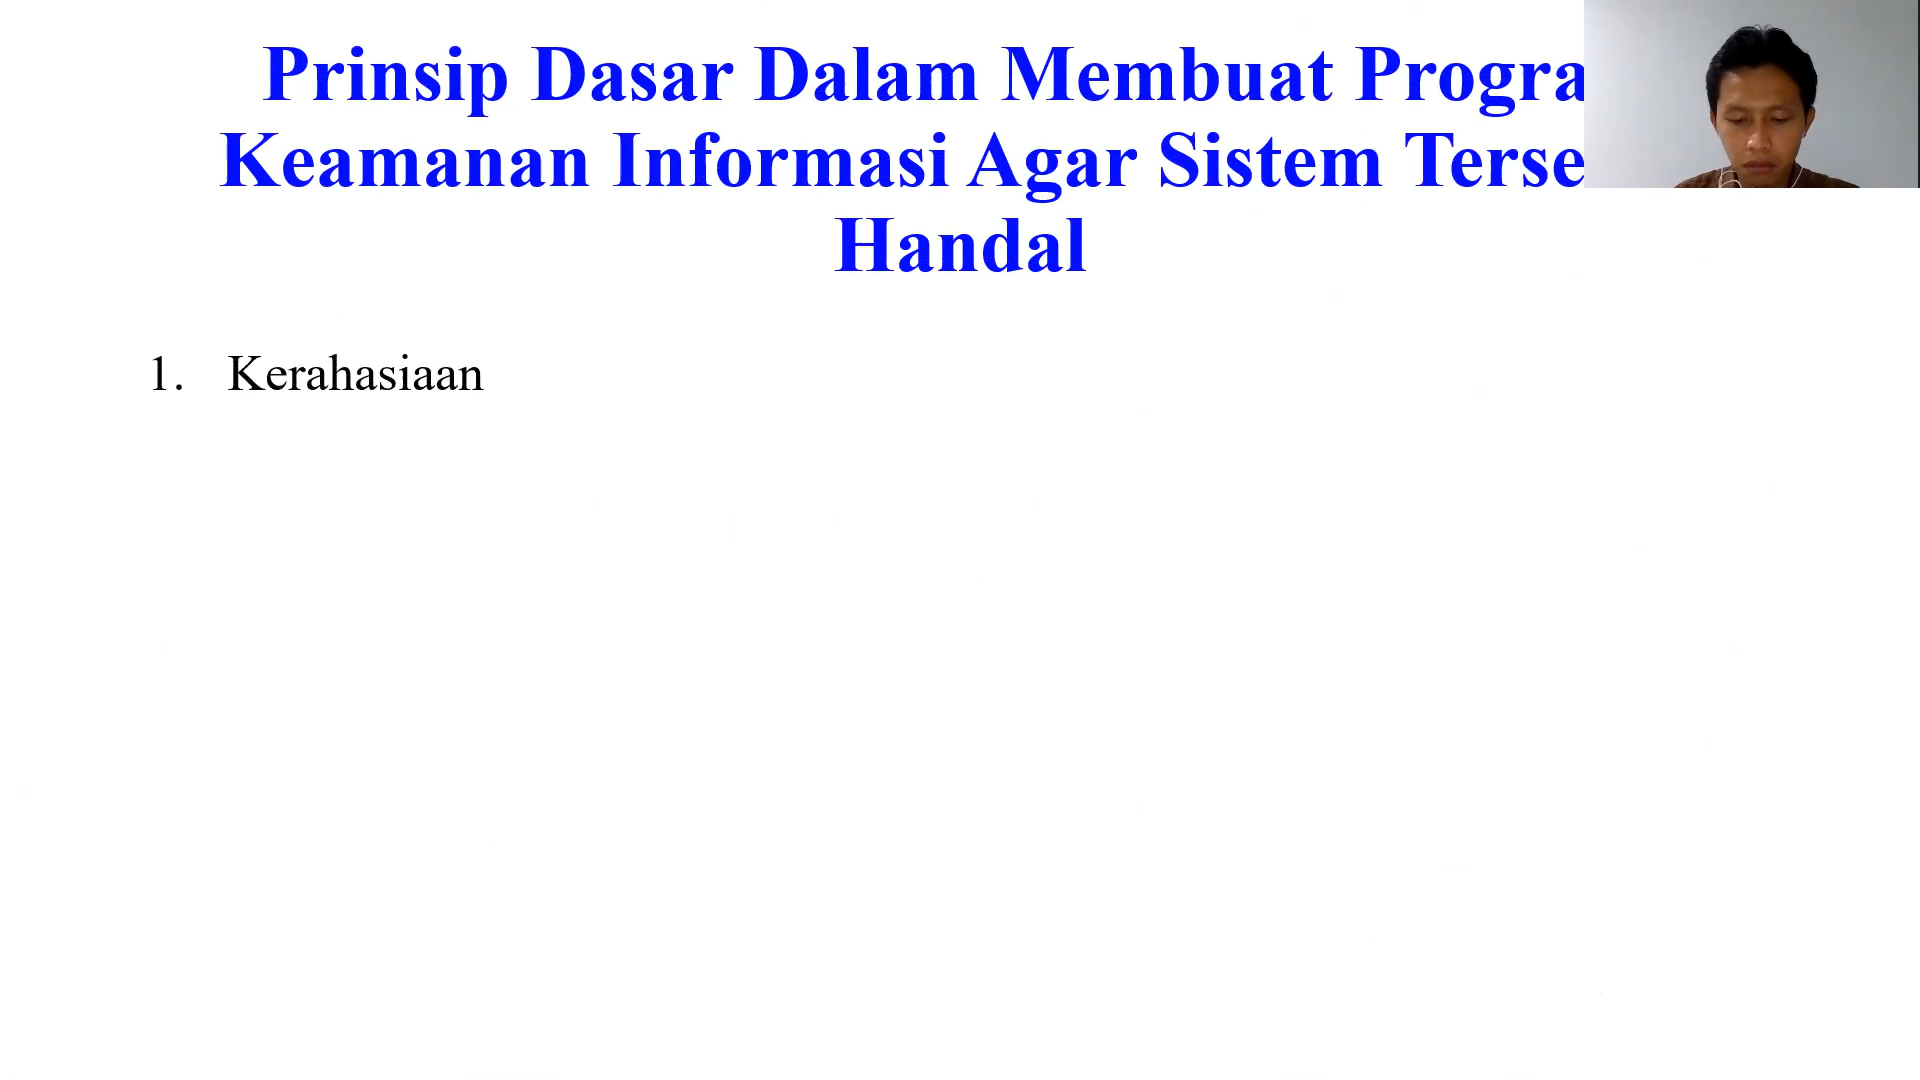 Prinsip Dasar Dalam Membuat Progra
Keamanan Informasi Agar Sistem Terse
Handal
1. Kerahasiaan